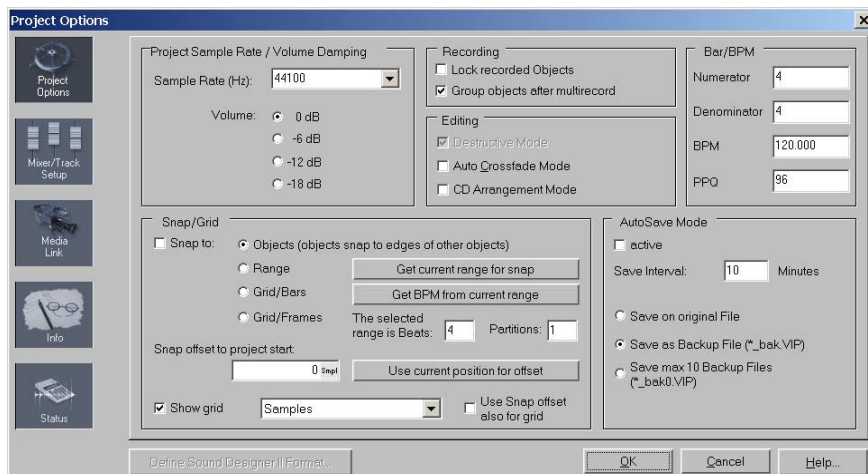 Project Options
Project
Options
Mixer/Track
Setup
Media
Link
Info
Status
Project Sample Rate / Volume Damping
Sample Rate (Hz): 44100
Volume: 0 dB
-6 dB
-12 dB
-18 dB
Recording
Lock recorded Objects
Group objects after multirecord
Editing
Destructive Mode
Auto Crossfade Mode
CD Arrangement Mode
Bar/BPM
Numerator 4
Denominator 4
BPM 120.000
PPQ 96
Snap/Grid
Snap to: Objects (objects snap to edges of other objects)
Range Get current range for snap
Grid/Bars Get BPM from current range
Grid/Frames The selected
range is Beats: 4 Partitions: 1
Snap offset to project start:
0 Smpl Use current position for offset
Show grid Samples Use Snap offset
also for grid
AutoSave Mode
active
Save Interval: 10 Minutes
Save on original File
Save as Backup File (*_bak.VIP)
Save max 10 Backup Files
(*_bak0.VIP)
Define Sound Designer II Format...
OK Cancel Help...